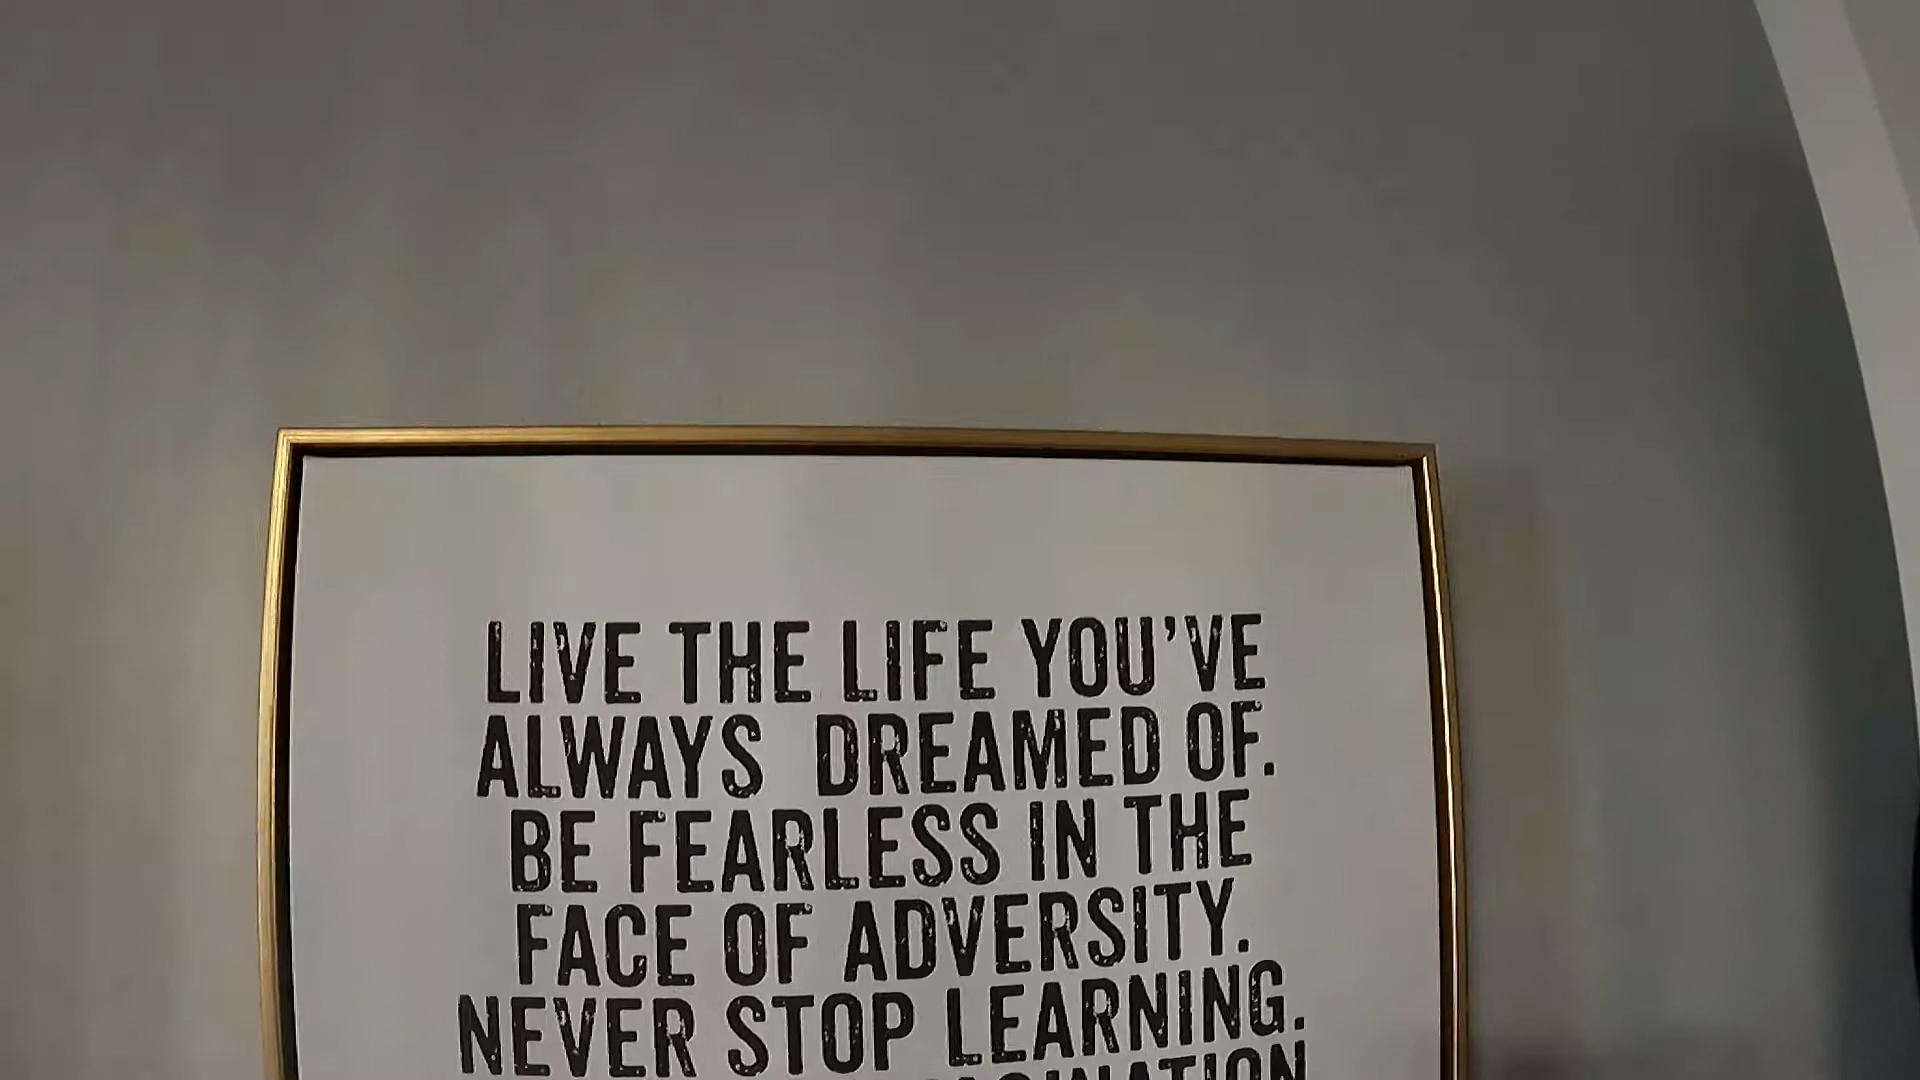 LIVE THE LIFE YOU'VE
ALWAYS DREAMED OF.
BE FEARLESS IN THE
FACE OF ADVERSITY.
NEVER STOP LEARNING.